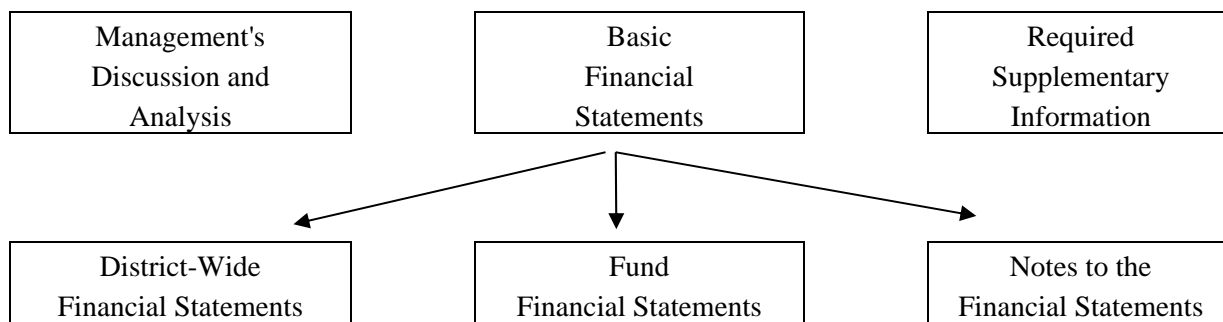 Management's
Discussion and
Analysis
Basic
Financial
Statements
Required
Supplementary
Information
District-Wide
Financial Statements
Fund
Financial Statements
Notes to the
Financial Statements